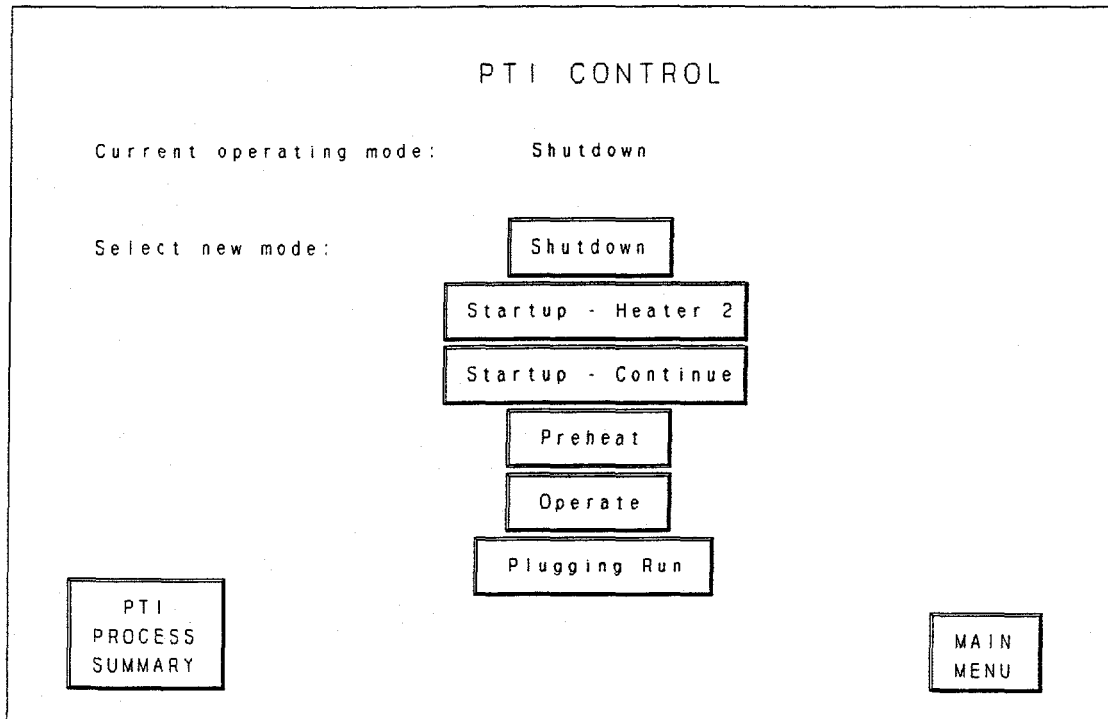 PTI CONTROL
Current operating mode: Shutdown
Select new mode: Shutdown
Startup - Heater 2
Startup - Continue
Preheat
Operate
Plugging Run
PTI
PROCESS
SUMMARY
MAIN
MENU